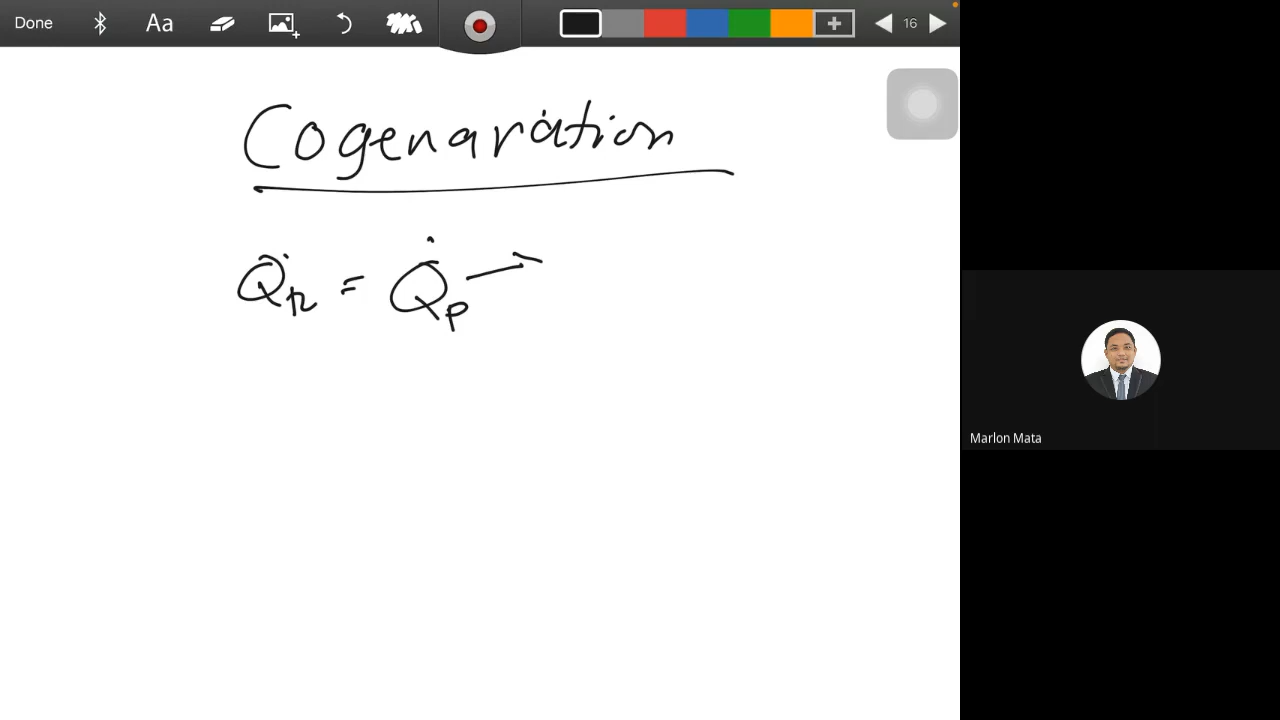 Done Aa 16
Cogenaration
Q̇h = Q̇p →
Marlon Mata